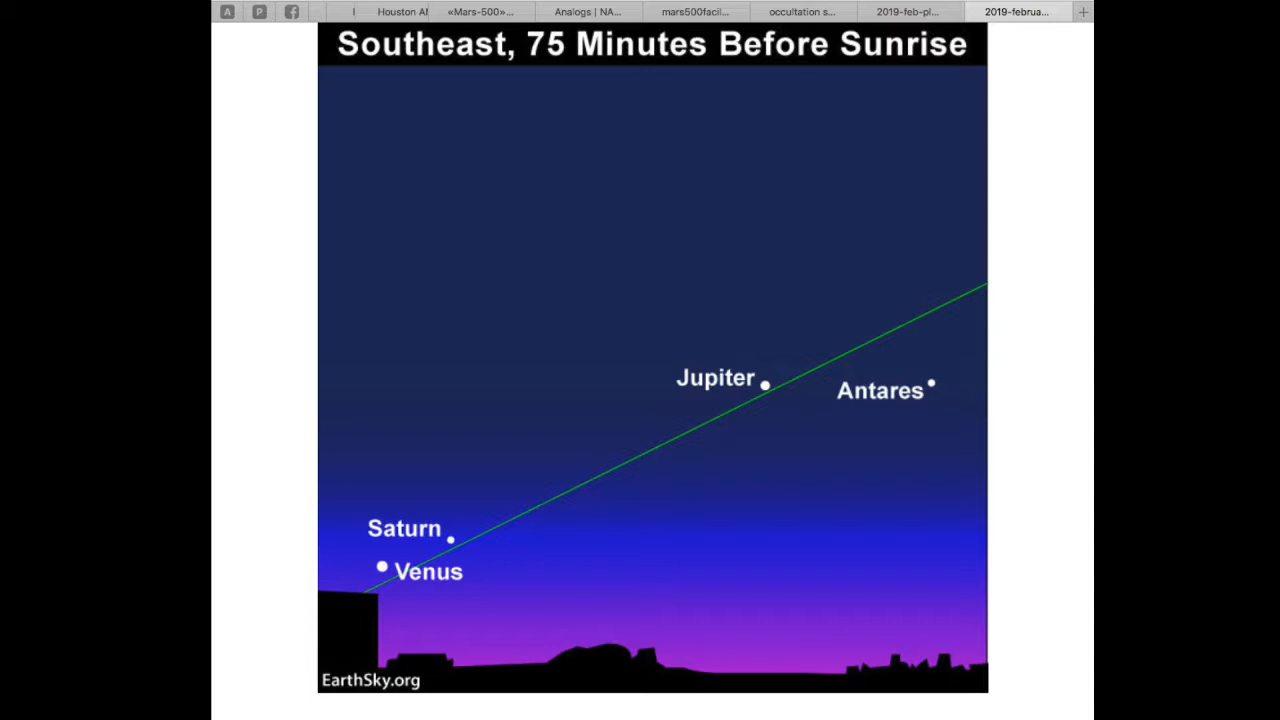 A
P
Houston AM
«Mars-500»...
Analogs | NA...
mars500facil...
occultation s...
2019-feb-pl...
2019-februa...
Southeast, 75 Minutes Before Sunrise
Jupiter
Antares
Saturn
Venus
EarthSky.org